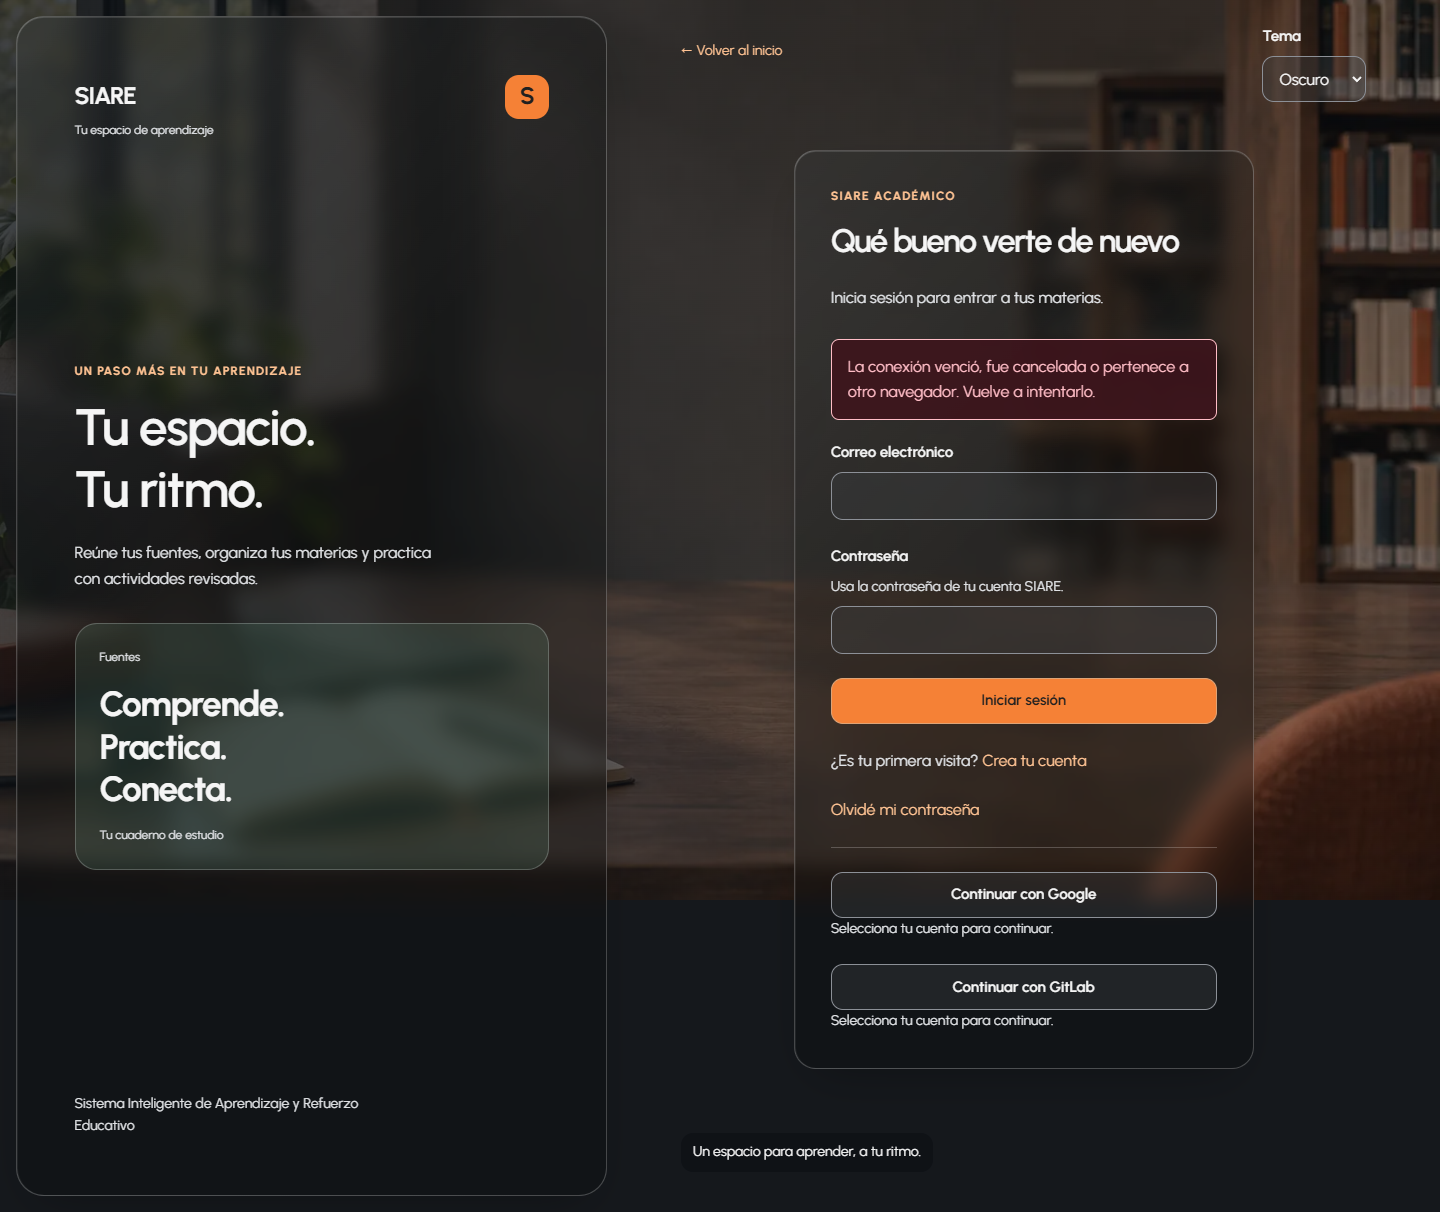 SIARE
S
Tu espacio de aprendizaje
UN PASO MÁS EN TU APRENDIZAJE
Tu espacio.
Tu ritmo.
Reúne tus fuentes, organiza tus materias y practica
con actividades revisadas.
Fuentes
Comprende.
Practica.
Conecta.
Tu cuaderno de estudio
Sistema Inteligente de Aprendizaje y Refuerzo
Educativo
← Volver al inicio
Tema
Oscuro
SIARE ACADÉMICO
Qué bueno verte de nuevo
Inicia sesión para entrar a tus materias.
La conexión venció, fue cancelada o pertenece a
otro navegador. Vuelve a intentarlo.
Correo electrónico
Contraseña
Usa la contraseña de tu cuenta SIARE.
Iniciar sesión
¿Es tu primera visita? Crea tu cuenta
Olvidé mi contraseña
Continuar con Google
Selecciona tu cuenta para continuar.
Continuar con GitLab
Selecciona tu cuenta para continuar.
Un espacio para aprender, a tu ritmo.